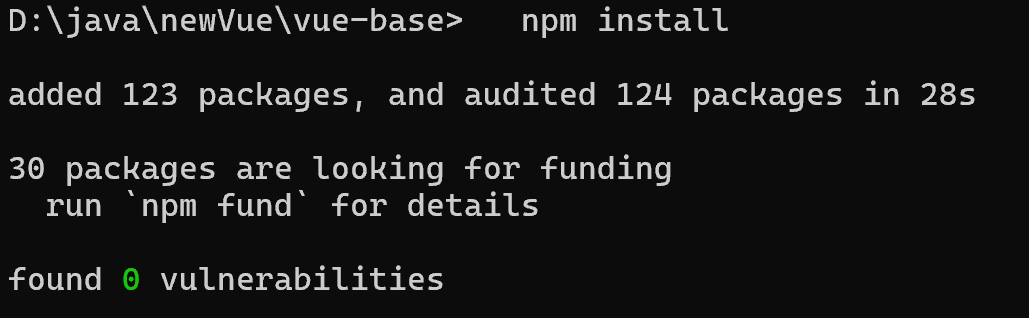 D:\java\newVue\vue-base>   npm install
added 123 packages, and audited 124 packages in 28s
30 packages are looking for funding
  run `npm fund` for details
found 0 vulnerabilities